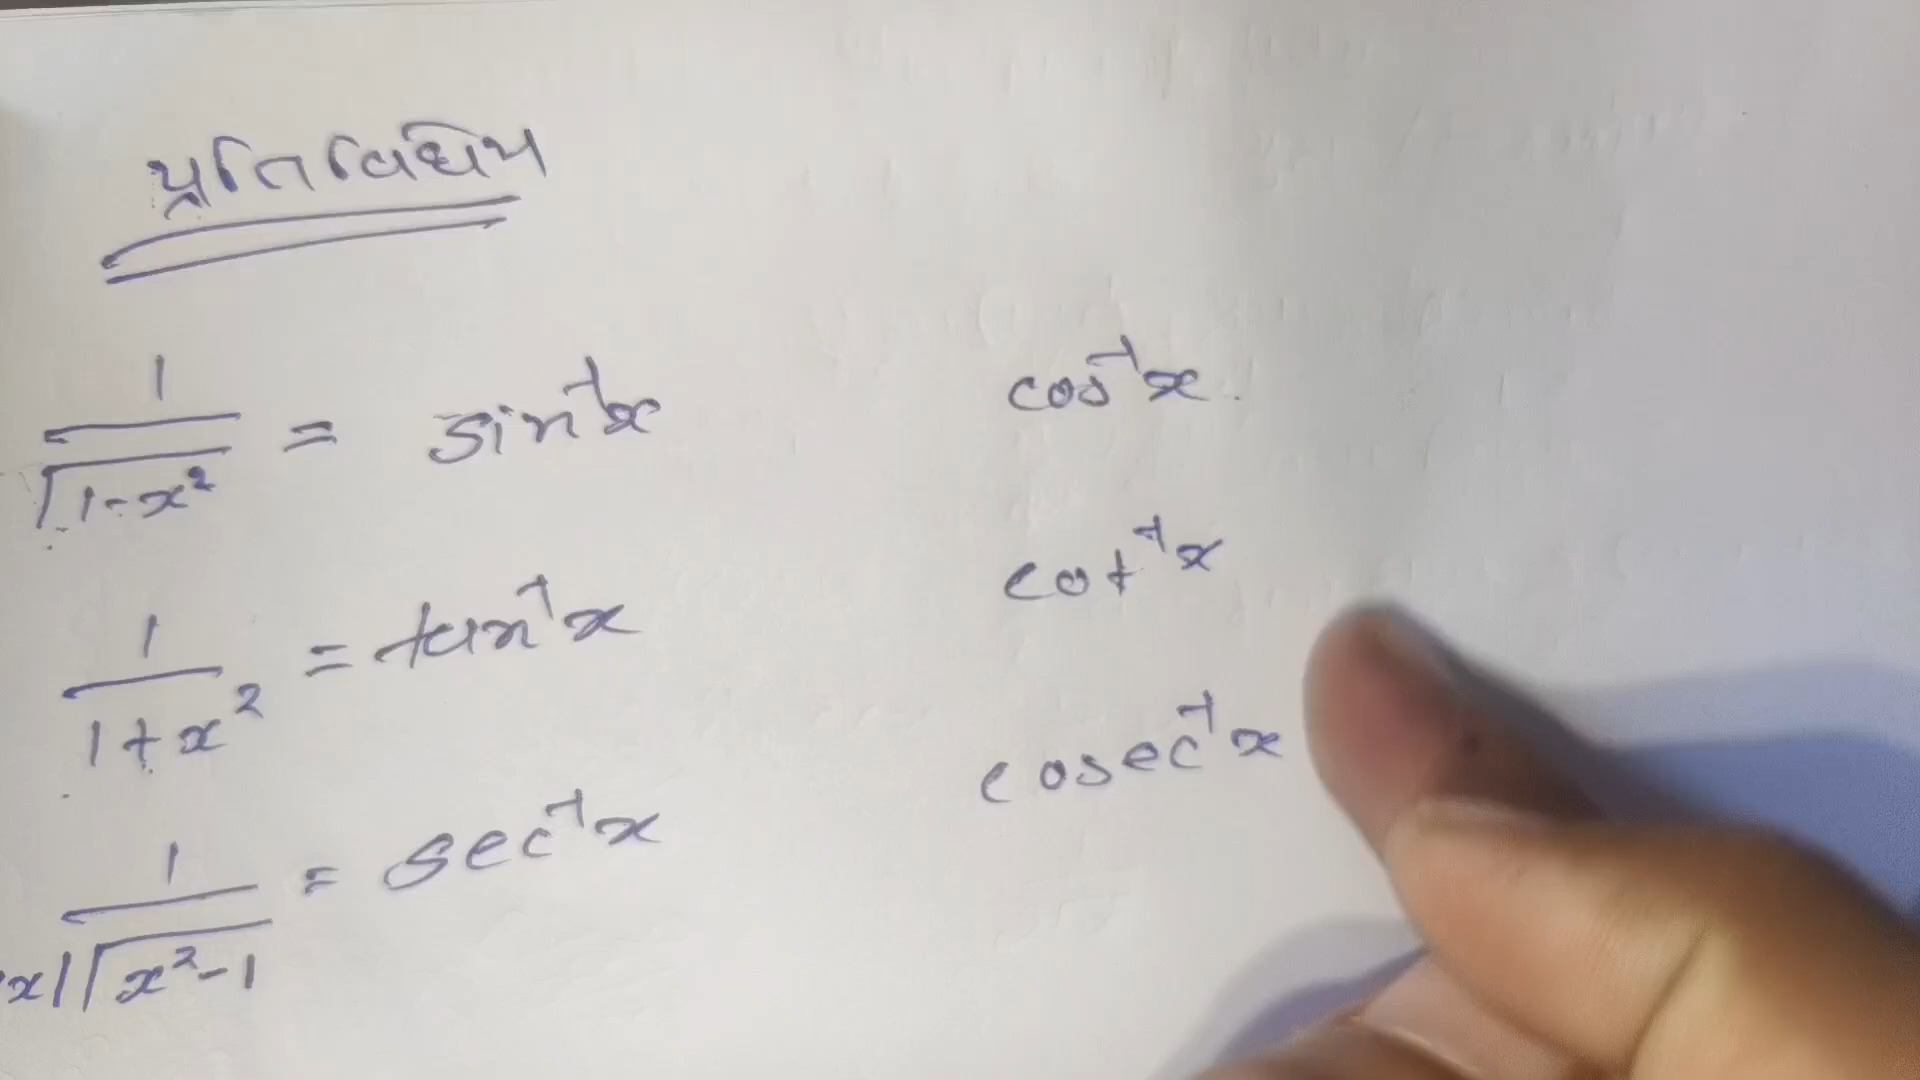 પ્રતિવિધેય
1/√(1-x²) = sin⁻¹x cos⁻¹x
1/(1+x²) = tan⁻¹x cot⁻¹x
1/(x|√(x²-1)) = sec⁻¹x cosec⁻¹x